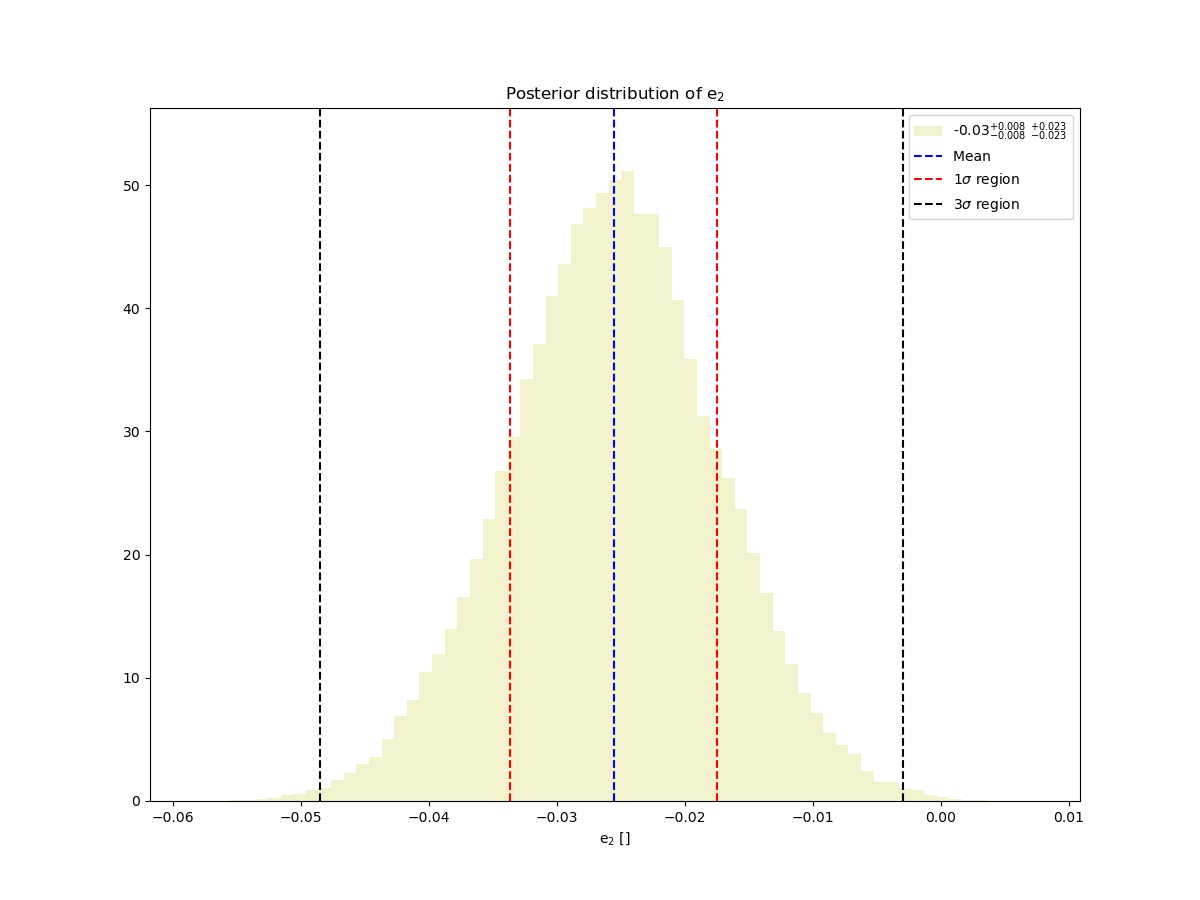 Posterior distribution of e₂
-0.03 +0.008 −0.008 +0.023 −0.023
Mean
1σ region
3σ region
50
40
30
20
10
0
−0.06 −0.05 −0.04 −0.03 −0.02 −0.01 0.00 0.01
e₂ []